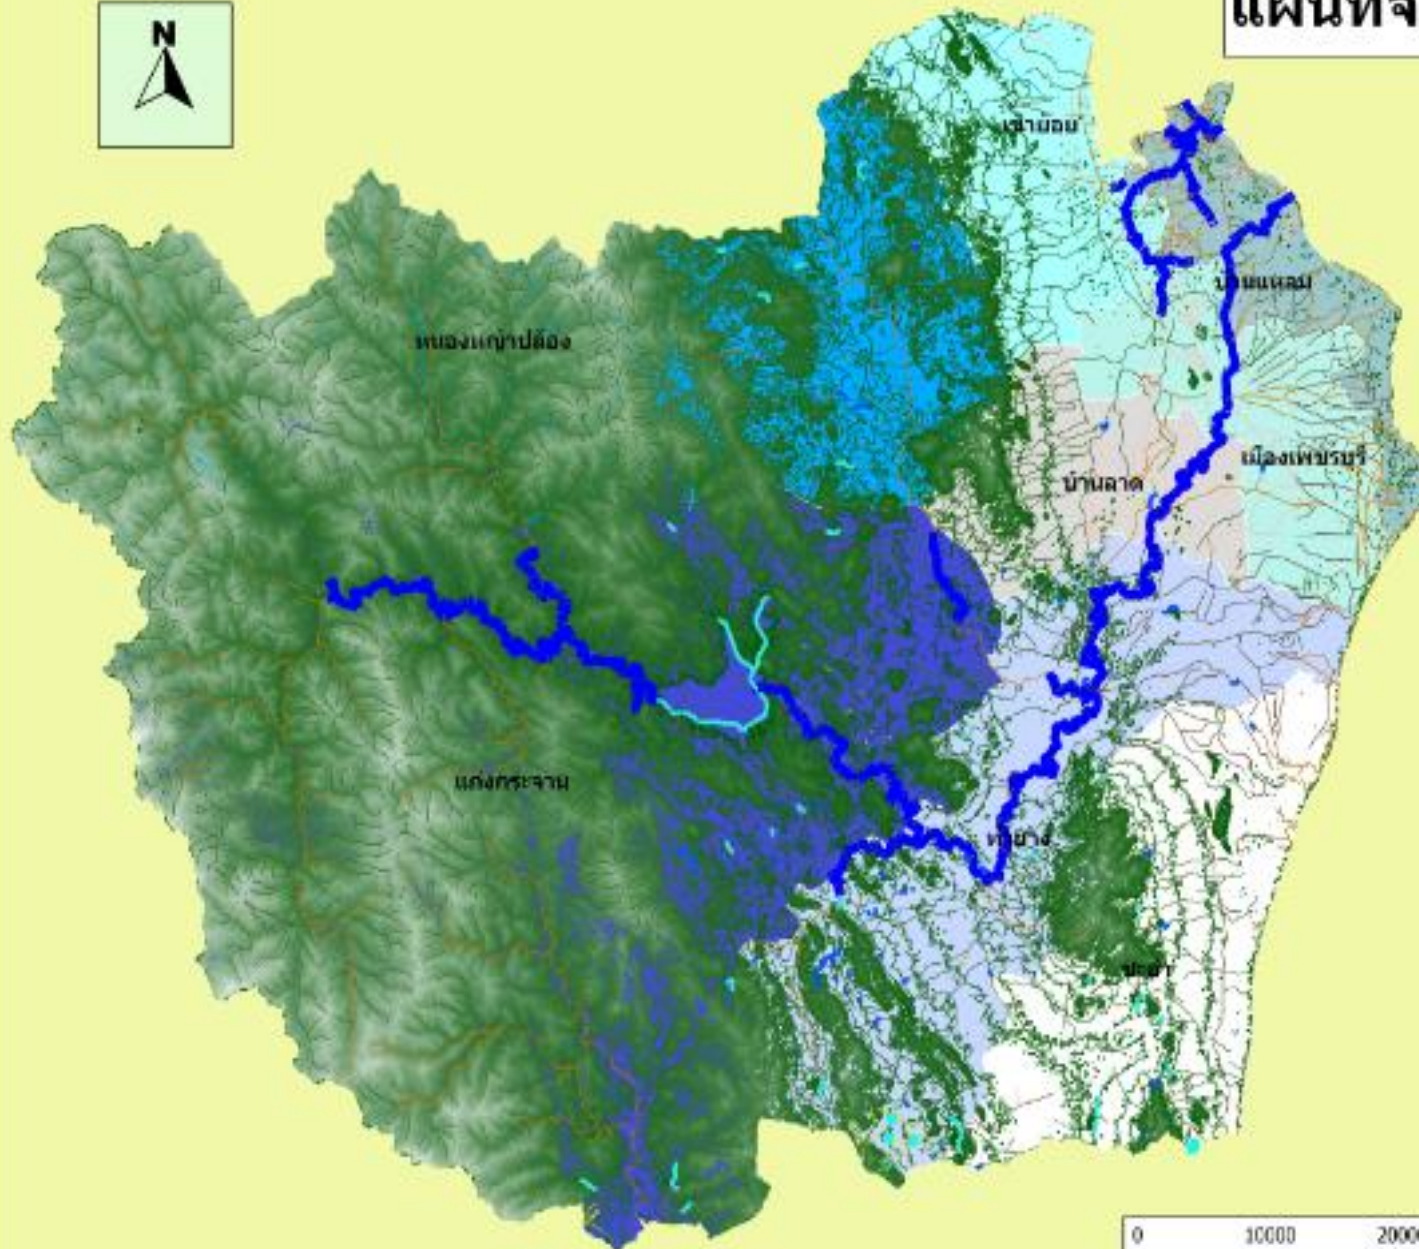 แผนที่จ
N
เขาย้อย
บ้านแหลม
หนองหญ้าปล้อง
เมืองเพชรบุรี
บ้านลาด
แก่งกระจาน
ท่ายาง
ชะอำ
0 10000